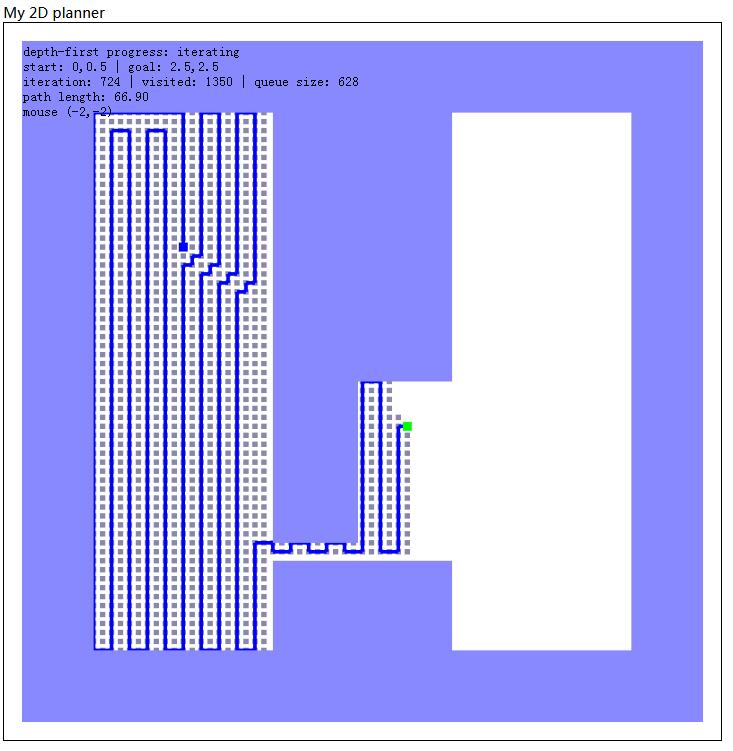 My 2D planner
depth-first progress: iterating
start: 0,0.5 | goal: 2.5,2.5
iteration: 724 | visited: 1350 | queue size: 628
path length: 66.90
mouse (-2,-2)